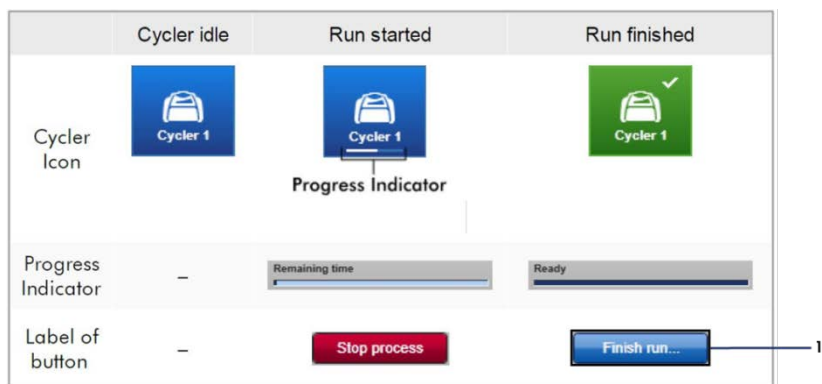 Cycler idle Run started Run finished
Cycler
Icon
Cycler 1 Cycler 1 Cycler 1
Progress Indicator
Progress
Indicator
– Remaining time Ready
Label of
button
– Stop process Finish run... 1